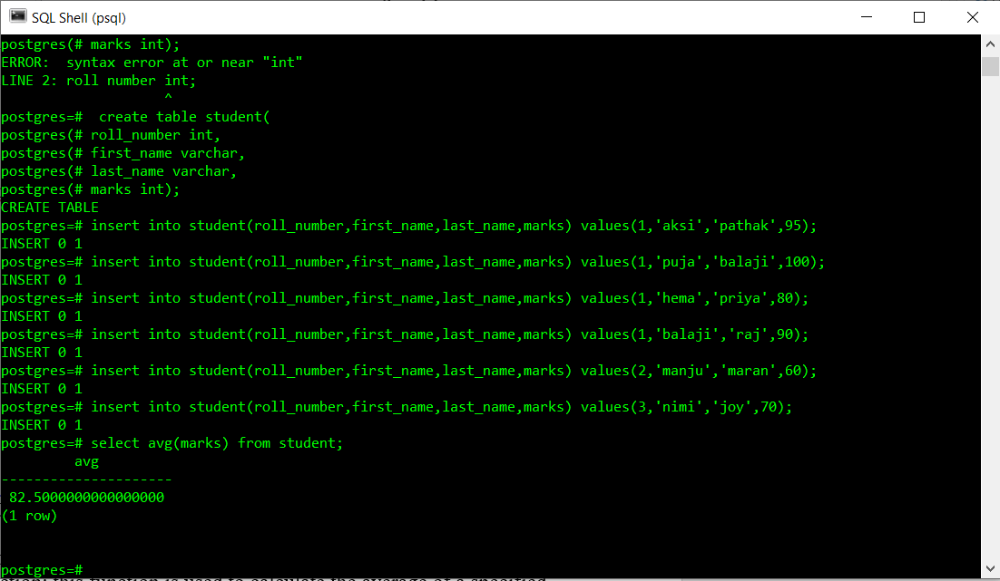 SQL Shell (psql)
postgres(# marks int);
ERROR:  syntax error at or near "int"
LINE 2: roll number int;
                    ^
postgres=#  create table student(
postgres(# roll_number int,
postgres(# first_name varchar,
postgres(# last_name varchar,
postgres(# marks int);
CREATE TABLE
postgres=# insert into student(roll_number,first_name,last_name,marks) values(1,'aksi','pathak',95);
INSERT 0 1
postgres=# insert into student(roll_number,first_name,last_name,marks) values(1,'puja','balaji',100);
INSERT 0 1
postgres=# insert into student(roll_number,first_name,last_name,marks) values(1,'hema','priya',80);
INSERT 0 1
postgres=# insert into student(roll_number,first_name,last_name,marks) values(1,'balaji','raj',90);
INSERT 0 1
postgres=# insert into student(roll_number,first_name,last_name,marks) values(2,'manju','maran',60);
INSERT 0 1
postgres=# insert into student(roll_number,first_name,last_name,marks) values(3,'nimi','joy',70);
INSERT 0 1
postgres=# select avg(marks) from student;
         avg
---------------------
 82.5000000000000000
(1 row)
postgres=#